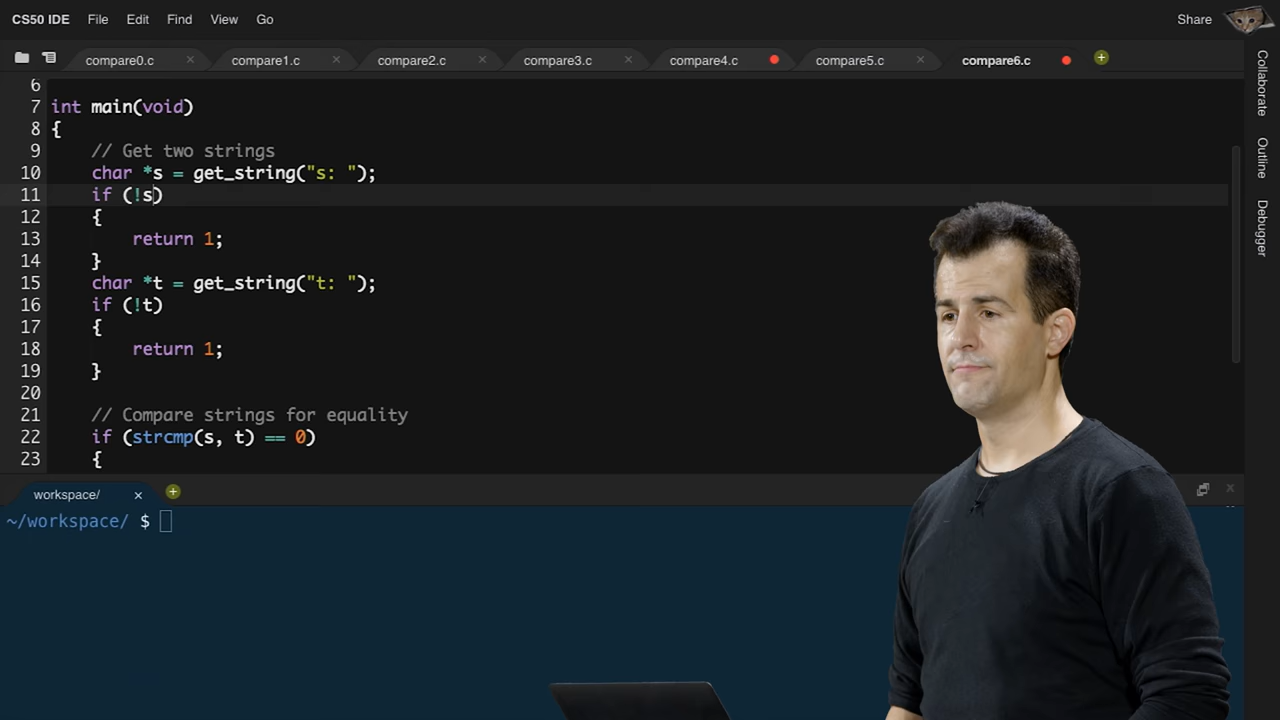 CS50 IDE File Edit Find View Go Share
compare0.c compare1.c compare2.c compare3.c compare4.c compare5.c compare6.c
6
7 int main(void)
8 {
9 // Get two strings
10 char *s = get_string("s: ");
11 if (!s)
12 {
13 return 1;
14 }
15 char *t = get_string("t: ");
16 if (!t)
17 {
18 return 1;
19 }
20
21 // Compare strings for equality
22 if (strcmp(s, t) == 0)
23 {
workspace/
~/workspace/ $
Collaborate
Outline
Debugger